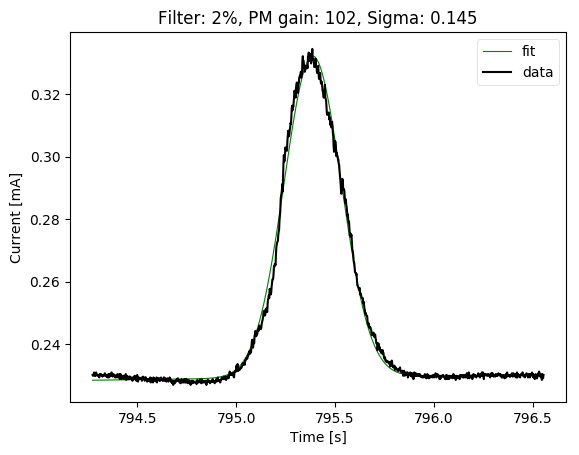 Filter: 2%, PM gain: 102, Sigma: 0.145
fit
data
Current [mA]
0.32
0.30
0.28
0.26
0.24
794.5 795.0 795.5 796.0 796.5
Time [s]